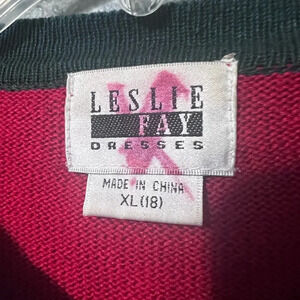 LESLIE
FAY
DRESSES
MADE IN CHINA
XL (18)